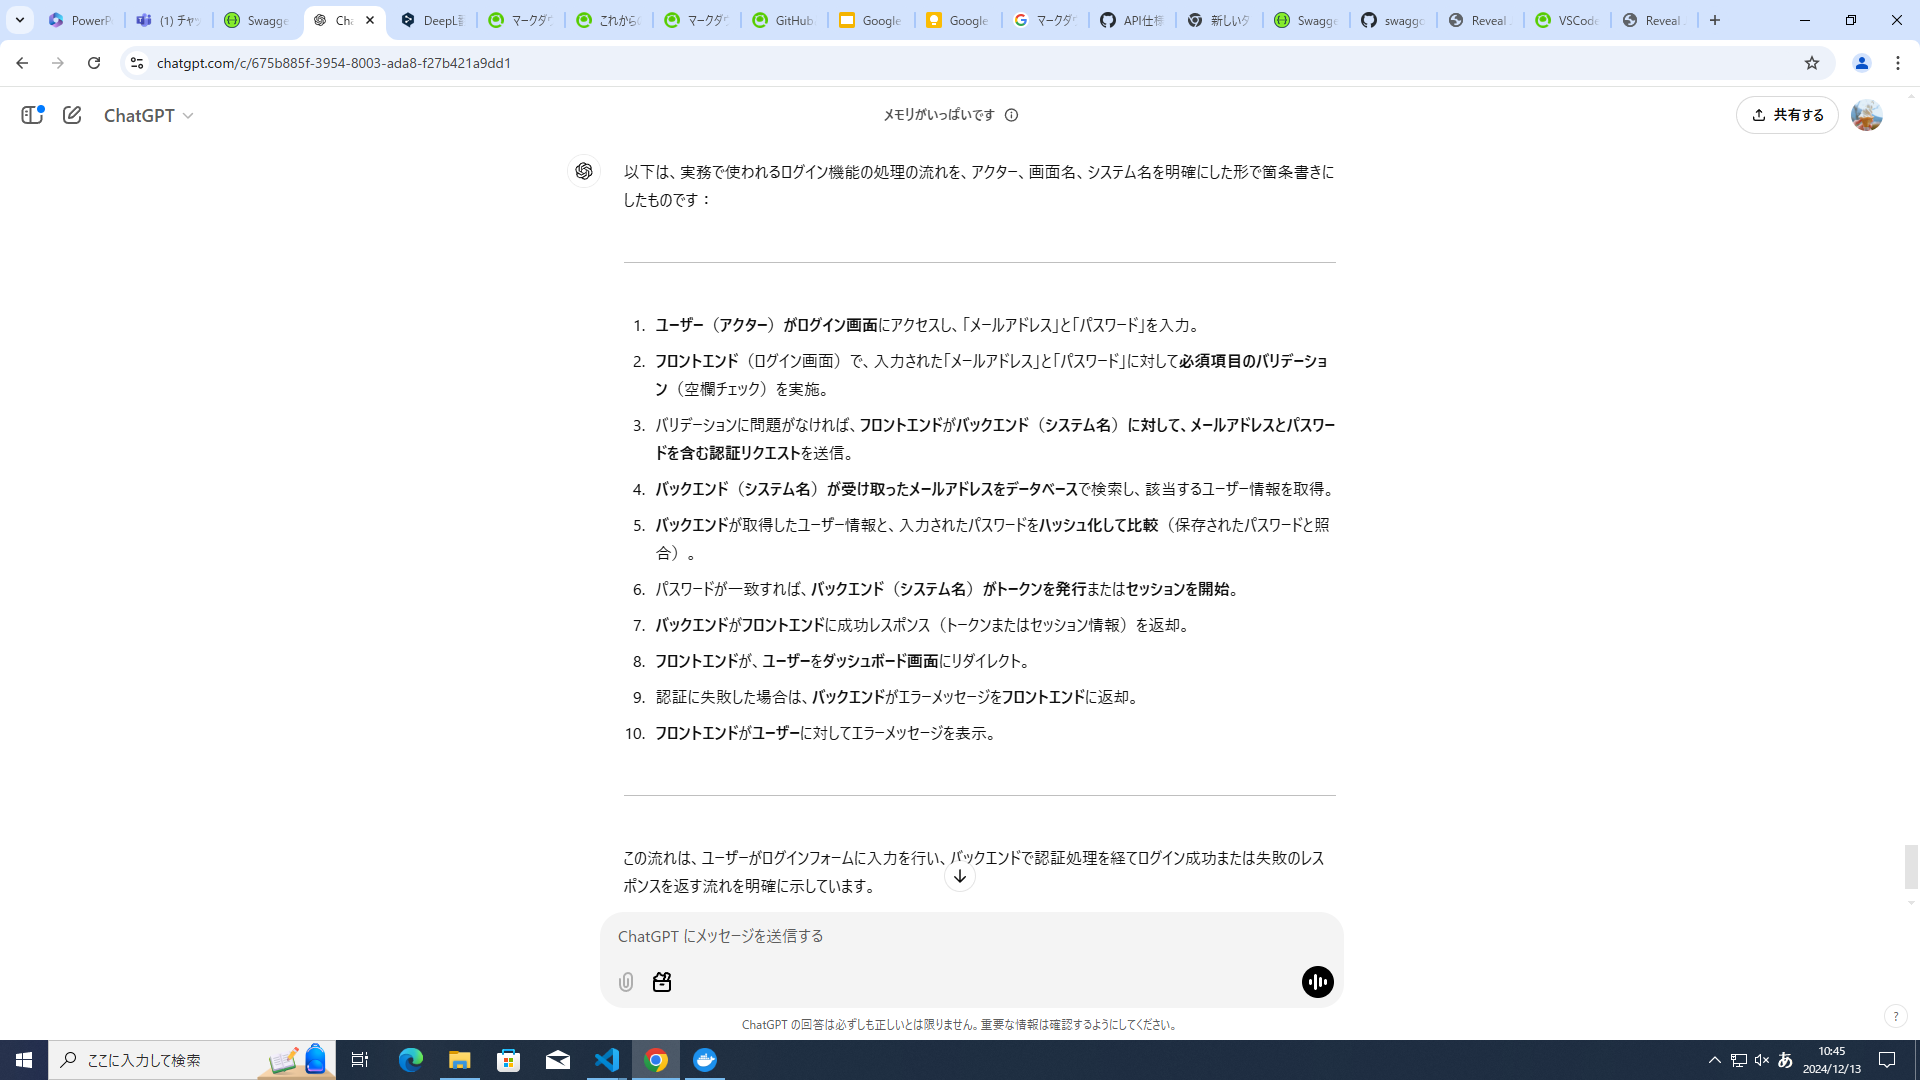 PowerPo
(1) チャッ
Swagge
Cha
DeepL翻
マークダウ
これからの
マークダウ
GitHub
Google
Google
マークダウ
API仕様
新しいタ
Swagge
swaggo
Reveal
VSCode
Reveal
chatgpt.com/c/675b885f-3954-8003-ada8-f27b421a9dd1
ChatGPT
メモリがいっぱいです
共有する
以下は、実務で使われるログイン機能の処理の流れを、アクター、画面名、システム名を明確にした形で箇条書きに
したものです：
1. ユーザー（アクター）がログイン画面にアクセスし、「メールアドレス」と「パスワード」を入力。
2. フロントエンド（ログイン画面）で、入力された「メールアドレス」と「パスワード」に対して必須項目のバリデーショ
ン（空欄チェック）を実施。
3. バリデーションに問題がなければ、フロントエンドがバックエンド（システム名）に対して、メールアドレスとパスワー
ドを含む認証リクエストを送信。
4. バックエンド（システム名）が受け取ったメールアドレスをデータベースで検索し、該当するユーザー情報を取得。
5. バックエンドが取得したユーザー情報と、入力されたパスワードをハッシュ化して比較（保存されたパスワードと照
合）。
6. パスワードが一致すれば、バックエンド（システム名）がトークンを発行またはセッションを開始。
7. バックエンドがフロントエンドに成功レスポンス（トークンまたはセッション情報）を返却。
8. フロントエンドが、ユーザーをダッシュボード画面にリダイレクト。
9. 認証に失敗した場合は、バックエンドがエラーメッセージをフロントエンドに返却。
10. フロントエンドがユーザーに対してエラーメッセージを表示。
この流れは、ユーザーがログインフォームに入力を行い、バックエンドで認証処理を経てログイン成功または失敗のレス
ポンスを返す流れを明確に示しています。
ChatGPT にメッセージを送信する
ChatGPT の回答は必ずしも正しいとは限りません。重要な情報は確認するようにしてください。
?
ここに入力して検索
あ
10:45
2024/12/13